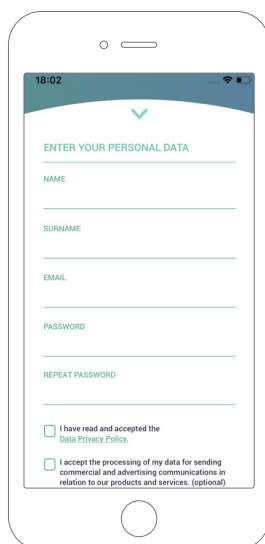 18:02
ENTER YOUR PERSONAL DATA
NAME
SURNAME
EMAIL
PASSWORD
REPEAT PASSWORD
I have read and accepted the
Data Privacy Policy.
I accept the processing of my data for sending
commercial and advertising communications in
relation to our products and services. (optional)